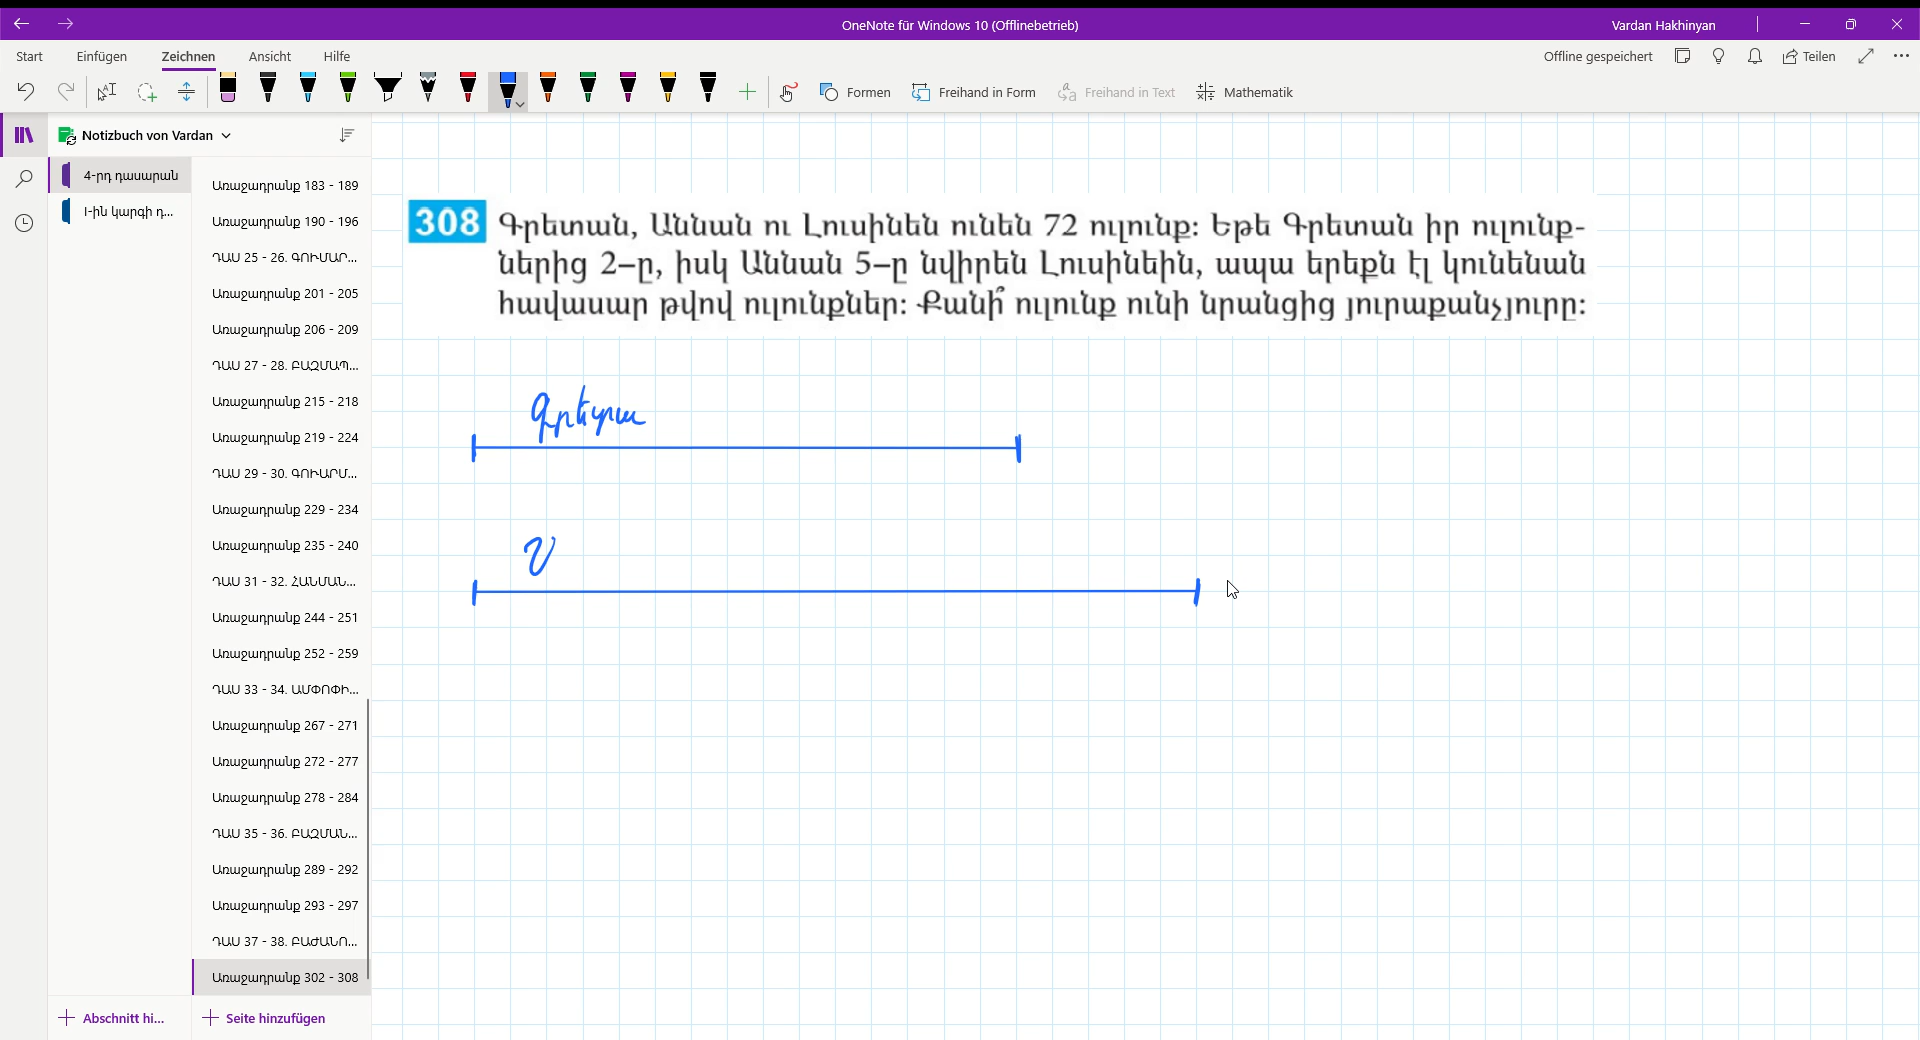 OneNote für Windows 10 (Offlinebetrieb)
Vardan Hakhinyan
Start
Einfügen
Zeichnen
Ansicht
Hilfe
Offline gespeichert
Teilen
Formen
Freihand in Form
Freihand in Text
Mathematik
Notizbuch von Vardan
4-րդ դասարան
I-ին կարգի դ...
Առաջադրանք 183 - 189
Առաջադրանք 190 - 196
ԴԱՍ 25 - 26. ԳՈՒՄԱՐ...
Առաջադրանք 201 - 205
Առաջադրանք 206 - 209
ԴԱՍ 27 - 28. ԲԱԶՄԱՊ...
Առաջադրանք 215 - 218
Առաջադրանք 219 - 224
ԴԱՍ 29 - 30. ԳՈՒԱՐՄ...
Առաջադրանք 229 - 234
Առաջադրանք 235 - 240
ԴԱՍ 31 - 32. ՀԱՆՄԱՆ...
Առաջադրանք 244 - 251
Առաջադրանք 252 - 259
ԴԱՍ 33 - 34. ԱՄՓՈՓԻ...
Առաջադրանք 267 - 271
Առաջադրանք 272 - 277
Առաջադրանք 278 - 284
ԴԱՍ 35 - 36. ԲԱԶՄԱՆ...
Առաջադրանք 289 - 292
Առաջադրանք 293 - 297
ԴԱՍ 37 - 38. ԲԱԺԱՆՈ...
Առաջադրանք 302 - 308
Abschnitt hi...
Seite hinzufügen
308 Գրետան, Աննան ու Լուսինեն ունեն 72 ուլունք: Եթե Գրետան իր ուլունք-
ներից 2–ը, իսկ Աննան 5–ը նվիրեն Լուսինեին, ապա երեքն էլ կունենան
հավասար թվով ուլունքներ: Քանի՞ ուլունք ունի նրանցից յուրաքանչյուրը:
Գրետա